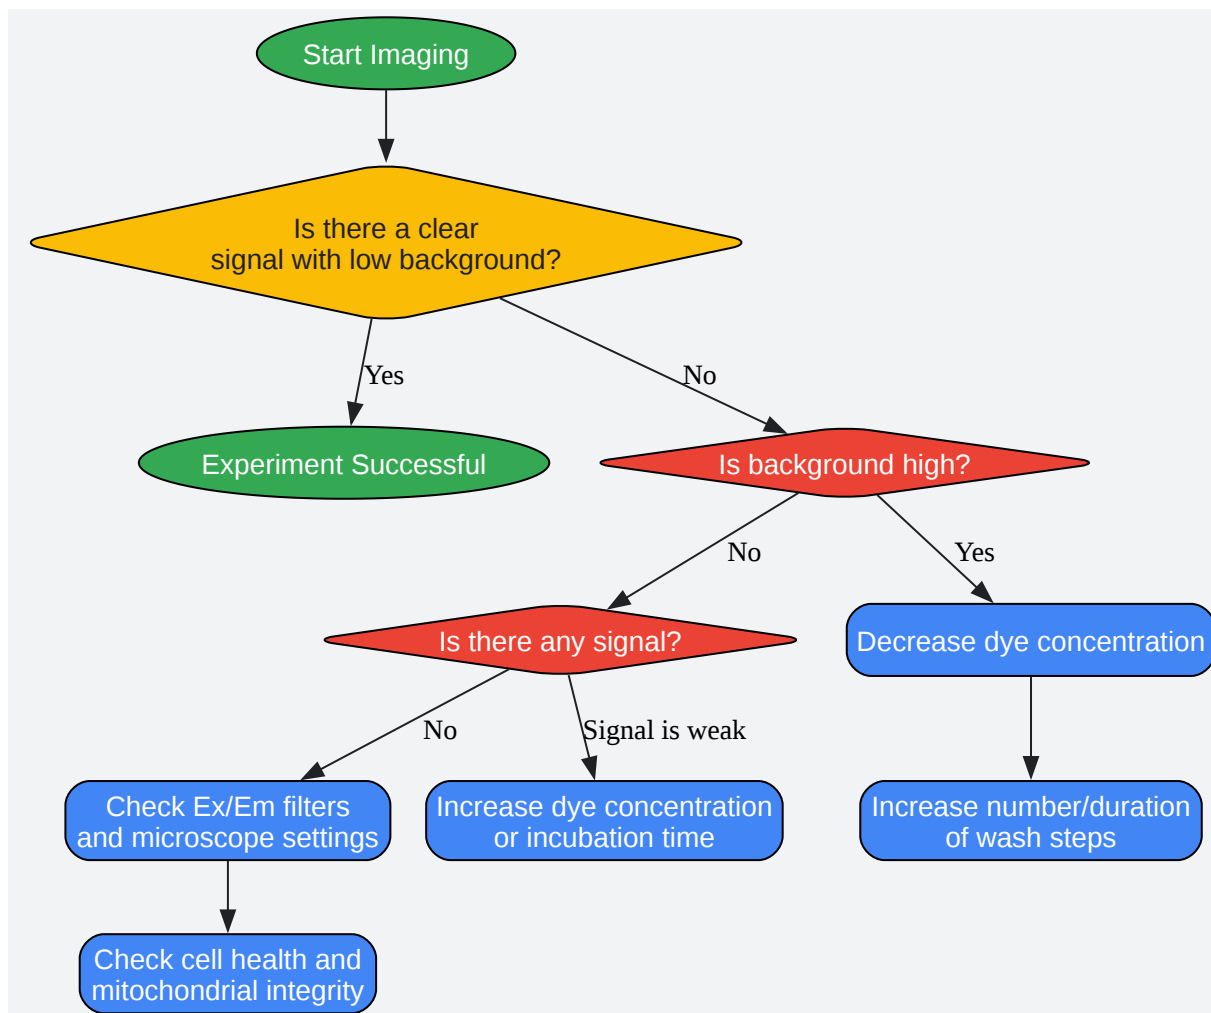 Start Imaging
Is there a clear
signal with low background?
Yes
No
Experiment Successful
Is background high?
No
Yes
Is there any signal?
Decrease dye concentration
No
Signal is weak
Check Ex/Em filters
and microscope settings
Increase dye concentration
or incubation time
Increase number/duration
of wash steps
Check cell health and
mitochondrial integrity